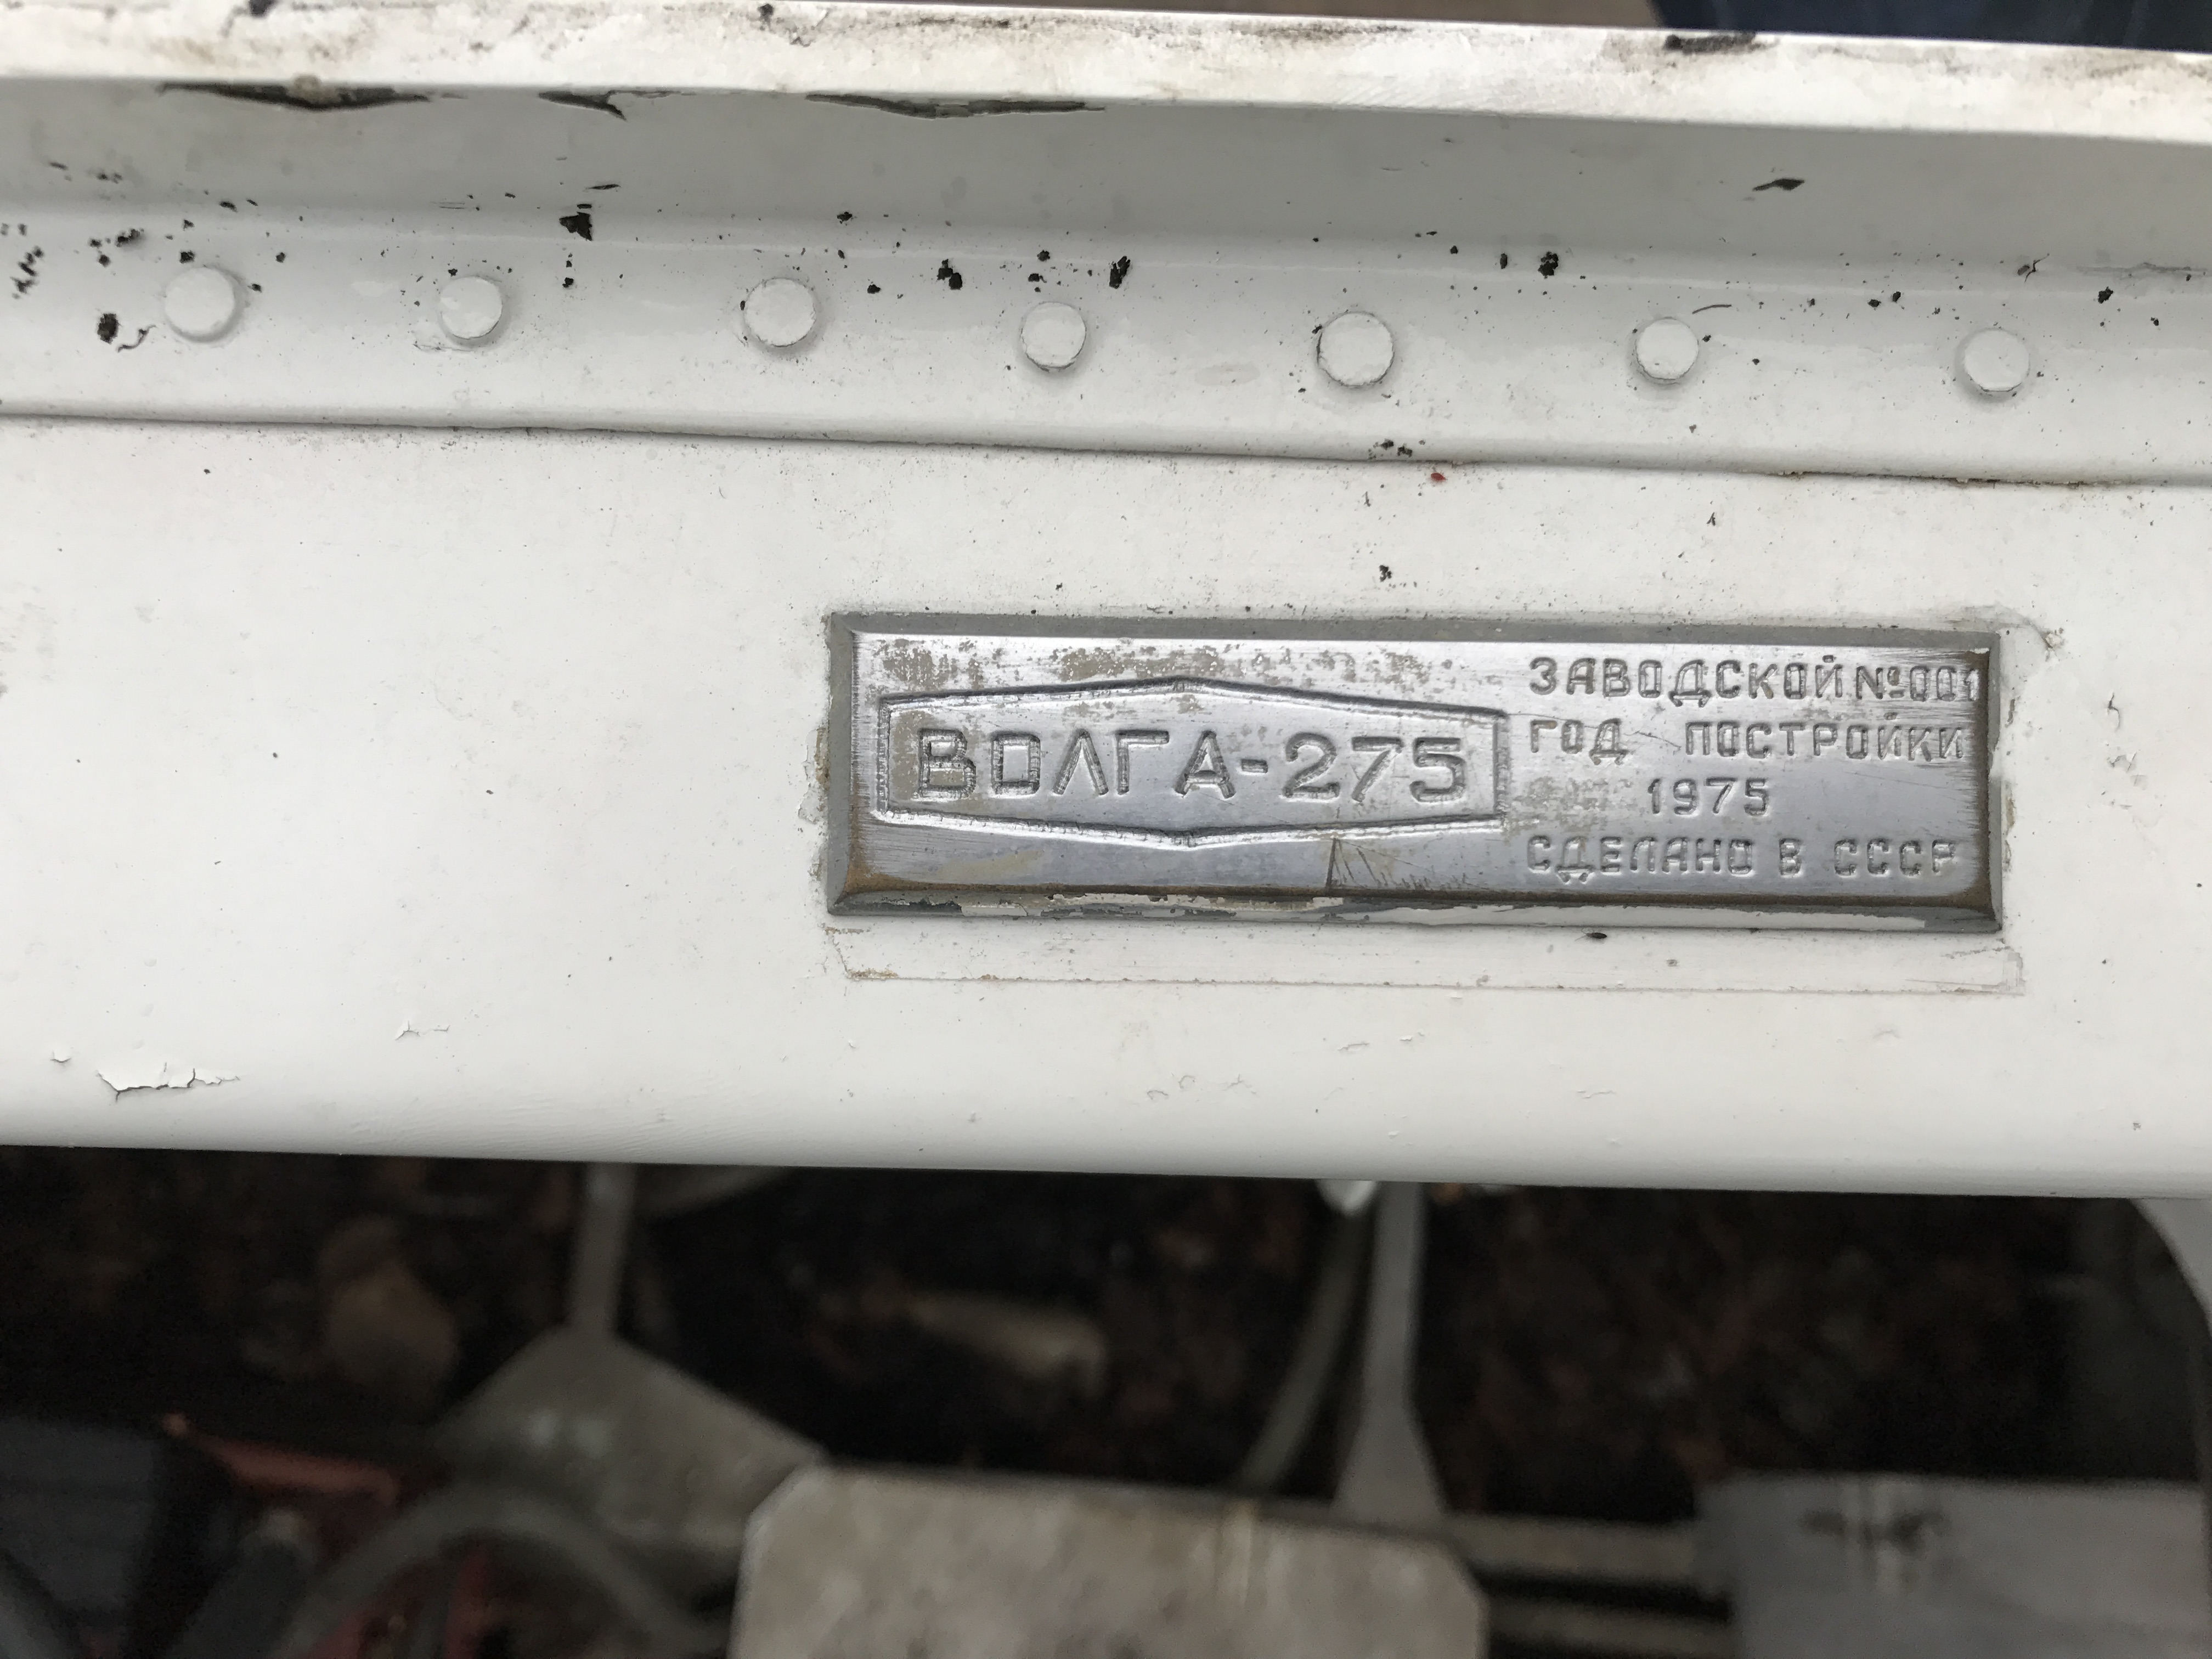 ВОЛГА-275
ЗАВОДСКОЙ №001
ГОД ПОСТРОЙКИ
1975
СДЕЛАНО В СССР